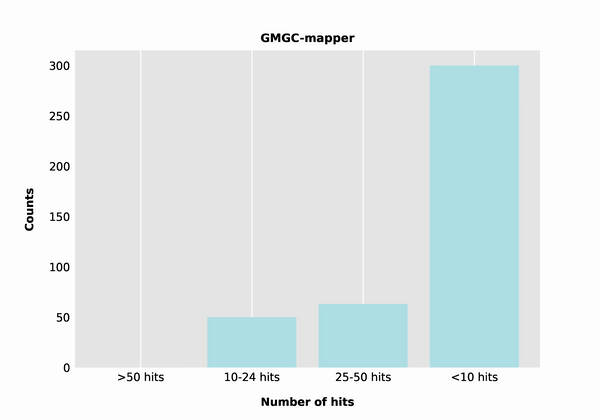 GMGC-mapper
300
250
200
150
100
50
0
Counts
>50 hits
10-24 hits
25-50 hits
<10 hits
Number of hits